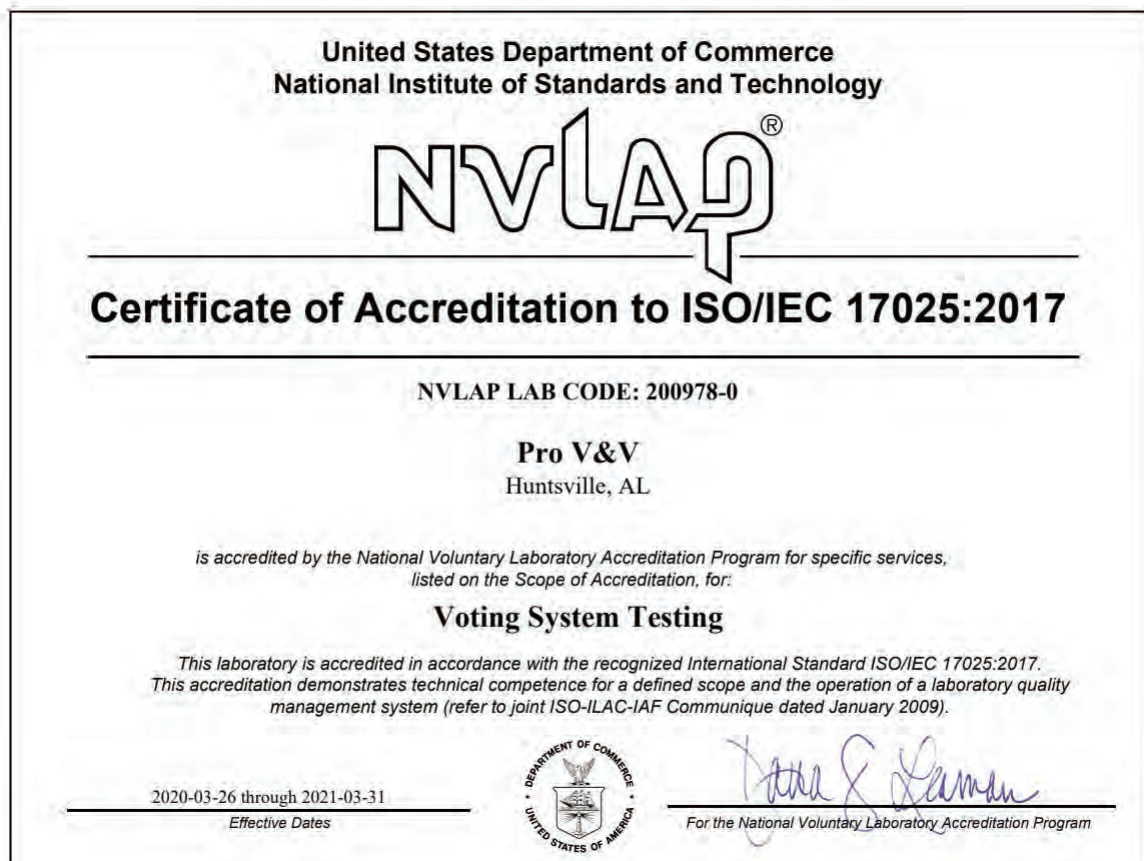 United States Department of Commerce
National Institute of Standards and Technology
NVLAP®
Certificate of Accreditation to ISO/IEC 17025:2017
NVLAP LAB CODE: 200978-0
Pro V&V
Huntsville, AL
is accredited by the National Voluntary Laboratory Accreditation Program for specific services,
listed on the Scope of Accreditation, for:
Voting System Testing
This laboratory is accredited in accordance with the recognized International Standard ISO/IEC 17025:2017.
This accreditation demonstrates technical competence for a defined scope and the operation of a laboratory quality
management system (refer to joint ISO-ILAC-IAF Communique dated January 2009).
2020-03-26 through 2021-03-31
Effective Dates
DEPARTMENT OF COMMERCE
UNITED STATES OF AMERICA
Dana S Leaman
For the National Voluntary Laboratory Accreditation Program